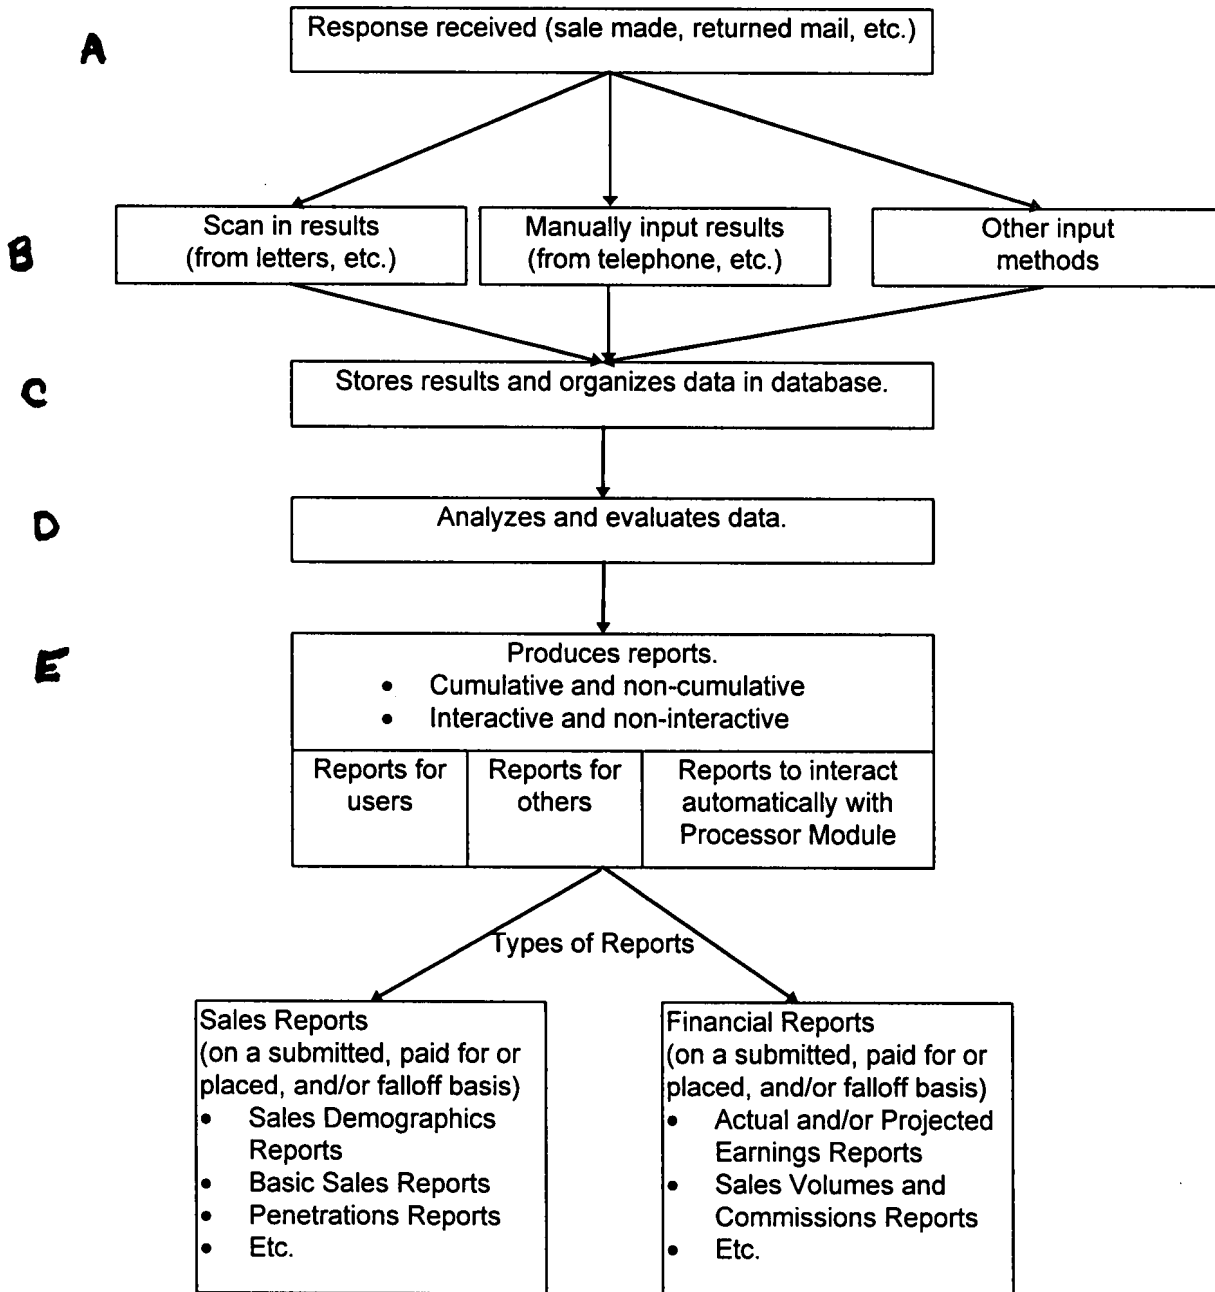 A
Response received (sale made, returned mail, etc.)
B
Scan in results
(from letters, etc.)
Manually input results
(from telephone, etc.)
Other input
methods
C
Stores results and organizes data in database.
D
Analyzes and evaluates data.
E
Produces reports.
• Cumulative and non-cumulative
• Interactive and non-interactive
Reports for
users
Reports for
others
Reports to interact
automatically with
Processor Module
Types of Reports
Sales Reports
(on a submitted, paid for or
placed, and/or falloff basis)
• Sales Demographics
Reports
• Basic Sales Reports
• Penetrations Reports
• Etc.
Financial Reports
(on a submitted, paid for or
placed, and/or falloff basis)
• Actual and/or Projected
Earnings Reports
• Sales Volumes and
Commissions Reports
• Etc.